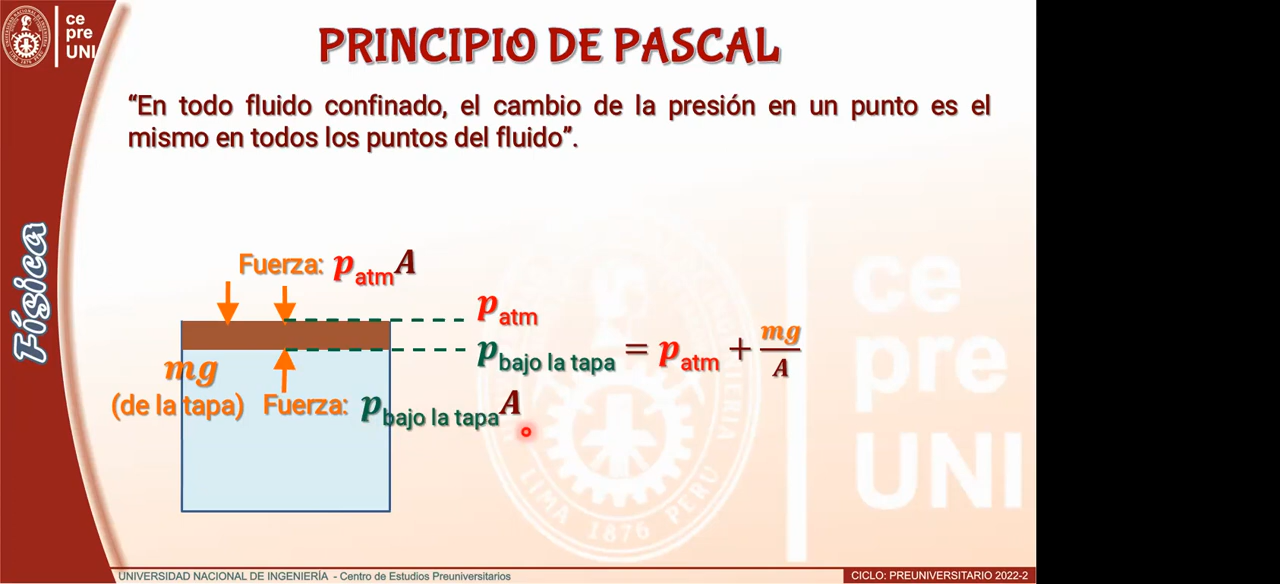 ce
pre
UNI
PRINCIPIO DE PASCAL
“En todo fluido confinado, el cambio de la presión en un punto es el
mismo en todos los puntos del fluido”.
Física
Fuerza: p_atm A
p_atm
p_bajo la tapa = p_atm + mg/A
mg
(de la tapa)
Fuerza: p_bajo la tapa A
ce
pre
UNI
LIMA 1876 PERU
UNIVERSIDAD NACIONAL DE INGENIERÍA - Centro de Estudios Preuniversitarios
CICLO: PREUNIVERSITARIO 2022-2